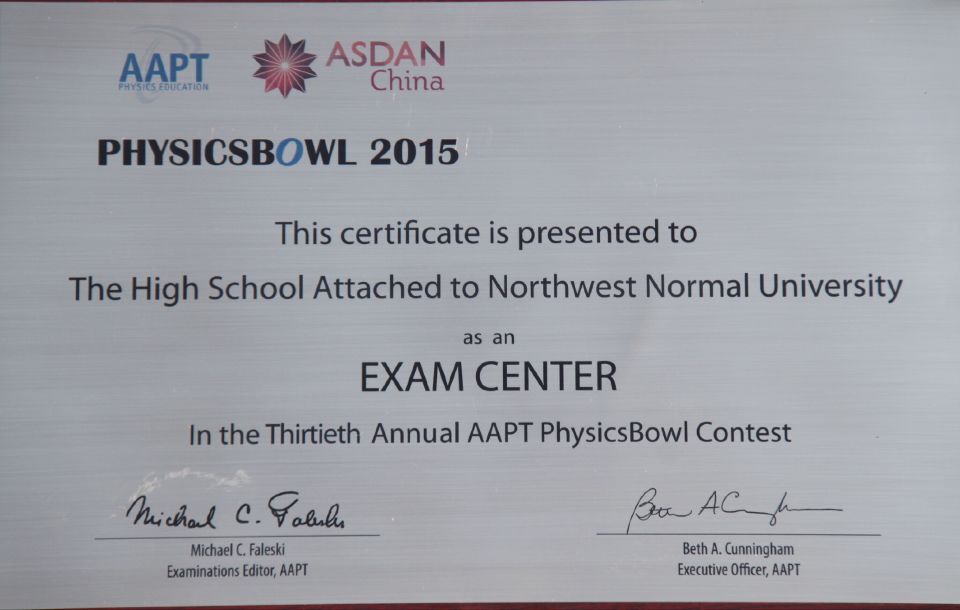 AAPT
PHYSICS EDUCATION
ASDAN
China
PHYSICSBOWL 2015
This certificate is presented to
The High School Attached to Northwest Normal University
as an
EXAM CENTER
In the Thirtieth Annual AAPT PhysicsBowl Contest
Michael C. Faleski
Beth A Cunningham
Michael C. Faleski
Beth A. Cunningham
Examinations Editor, AAPT
Executive Officer, AAPT